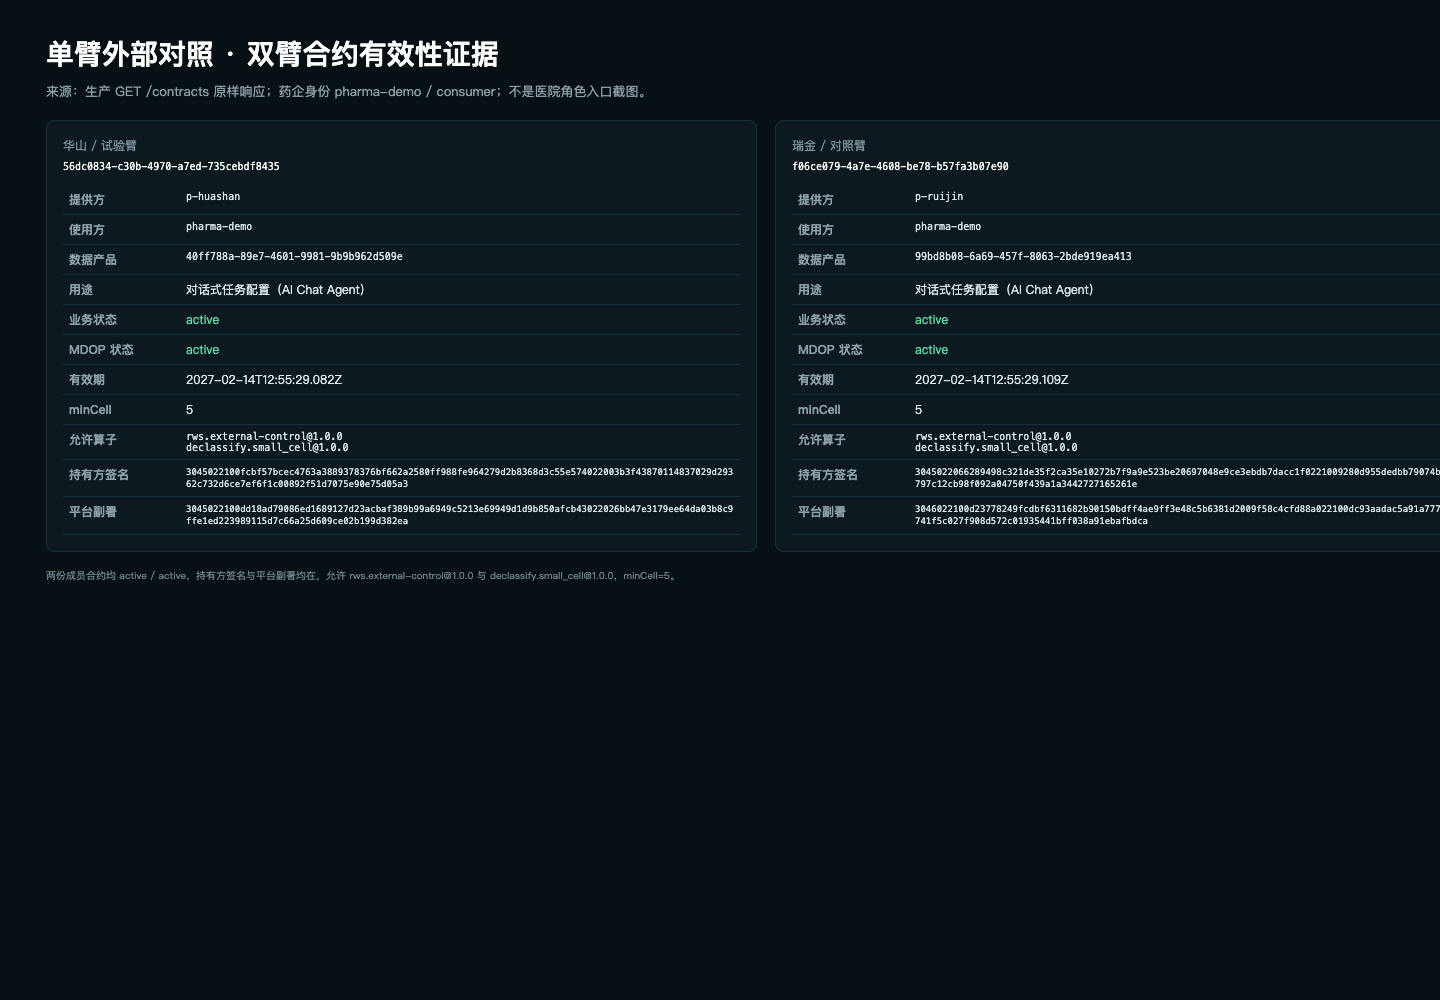 单臂外部对照 · 双臂合约有效性证据
来源：生产 GET /contracts 原样响应；药企身份 pharma-demo / consumer；不是医院角色入口截图。
华山 / 试验臂
56dc0834-c30b-4970-a7ed-735cebdf8435
提供方 p-huashan
使用方 pharma-demo
数据产品 40ff788a-89e7-4601-9981-9b9b962d509e
用途 对话式任务配置（AI Chat Agent）
业务状态 active
MDOP 状态 active
有效期 2027-02-14T12:55:29.082Z
minCell 5
允许算子 rws.external-control@1.0.0
declassify.small_cell@1.0.0
持有方签名 3045022100fcbf57bcec4763a3889378376bf662a2580ff988fe964279d2b8368d3c55e574022003b3f43870114837029d293
62c732d6ce7ef6f1c00892f51d7075e90e75d05a3
平台副署 3045022100dd18ad79086ed1689127d23acbaf389b99a6949c5213e69949d1d9b850afcb43022026bb47e3179ee64da03b8c9
ffe1ed223989115d7c66a25d609ce02b199d382ea
瑞金 / 对照臂
f06ce079-4a7e-4608-be78-b57fa3b07e90
提供方 p-ruijin
使用方 pharma-demo
数据产品 99bd8b08-6a69-457f-8063-2bde919ea413
用途 对话式任务配置（AI Chat Agent）
业务状态 active
MDOP 状态 active
有效期 2027-02-14T12:55:29.109Z
minCell 5
允许算子 rws.external-control@1.0.0
declassify.small_cell@1.0.0
持有方签名 3045022066289498c321de35f2ca35e10272b7f9a9e523be20697048e9ce3ebdb7dacc1f0221009280d955dedbb79074b
797c12cb98f092a04750f439a1a3442727165261e
平台副署 3046022100d23778249fcdbf6311682b90150bdff4ae9ff3e48c5b6381d2009f58c4cfd88a022100dc93aadac5a91a777
741f5c027f908d572c01935441bff038a91ebafbdca
两份成员合约均 active / active，持有方签名与平台副署均在，允许 rws.external-control@1.0.0 与 declassify.small_cell@1.0.0，minCell=5。